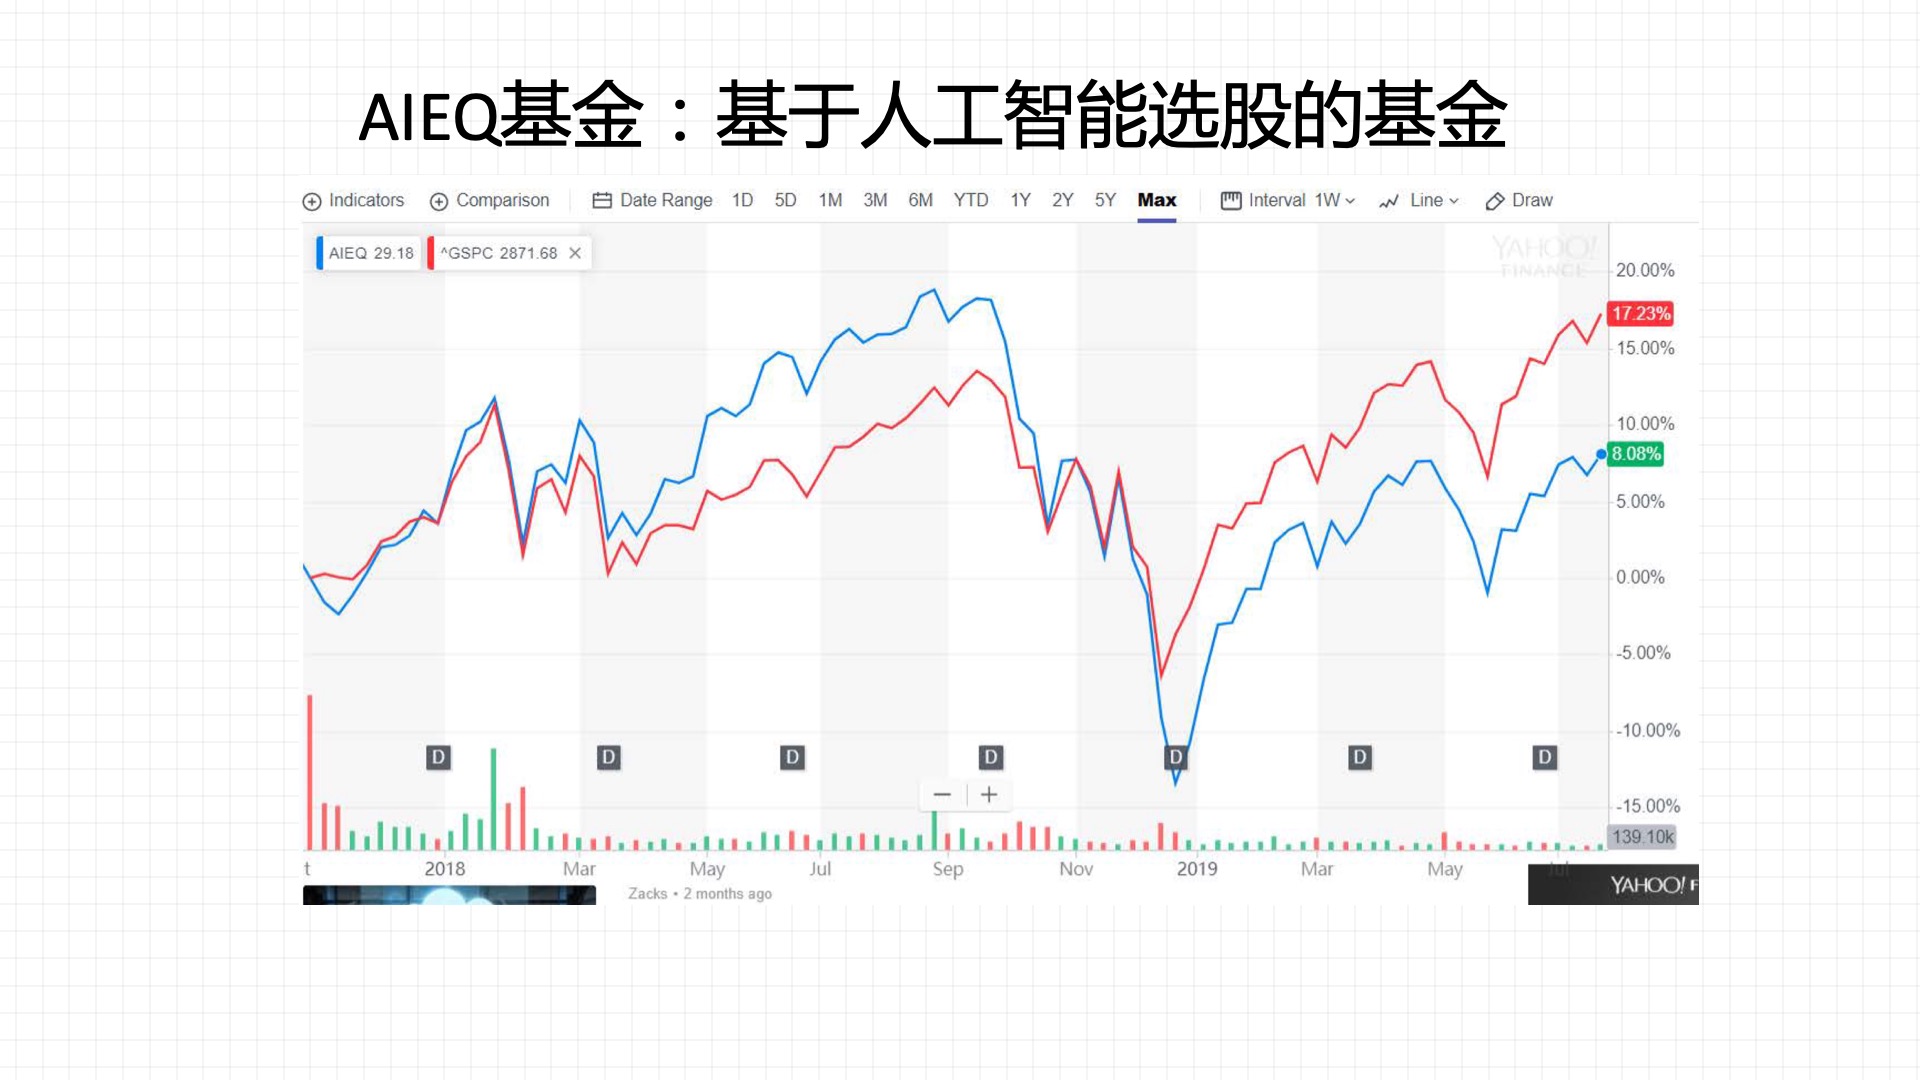 AIEQ基金：基于人工智能选股的基金
Indicators Comparison Date Range 1D 5D 1M 3M 6M YTD 1Y 2Y 5Y Max Interval 1W Line Draw
AIEQ 29.18 ^GSPC 2871.68 ×
YAHOO!
FINANCE
20.00%
17.23%
15.00%
10.00%
8.08%
5.00%
0.00%
-5.00%
-10.00%
D D D D D D D
-15.00%
139.10k
t 2018 Mar May Jul Sep Nov 2019 Mar May Jul
Zacks • 2 months ago
YAHOO! F